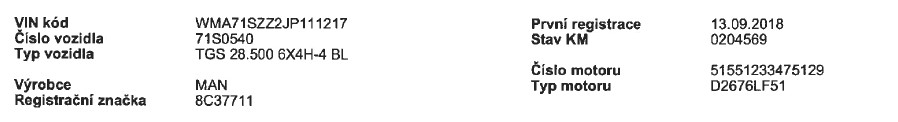 VIN kód WMA71SZZ2JP111217
Číslo vozidla 71S0540
Typ vozidla TGS 28.500 6X4H-4 BL
Výrobce MAN
Registrační značka 8C37711
První registrace 13.09.2018
Stav KM 0204569
Číslo motoru 51551233475129
Typ motoru D2676LF51